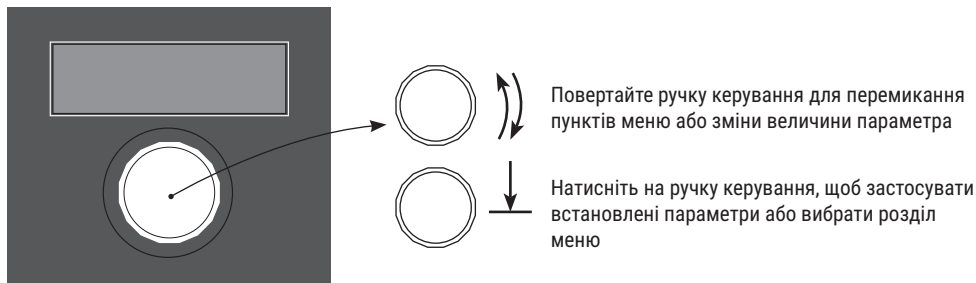 Повертайте ручку керування для перемикання
пунктів меню або зміни величини параметра
Натисніть на ручку керування, щоб застосувати
встановлені параметри або вибрати розділ
меню